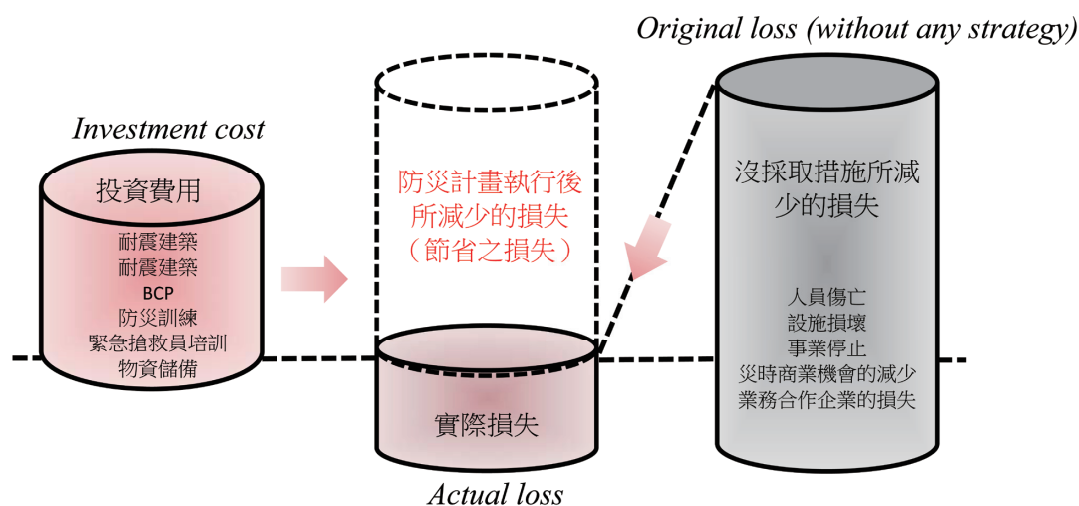 Original loss (without any strategy)
Investment cost
投資費用
耐震建築
耐震建築
BCP
防災訓練
緊急搶救員培訓
物資儲備
防災計畫執行後
所減少的損失
（節省之損失）
實際損失
Actual loss
沒採取措施所減
少的損失
人員傷亡
設施損壞
事業停止
災時商業機會的減少
業務合作企業的損失